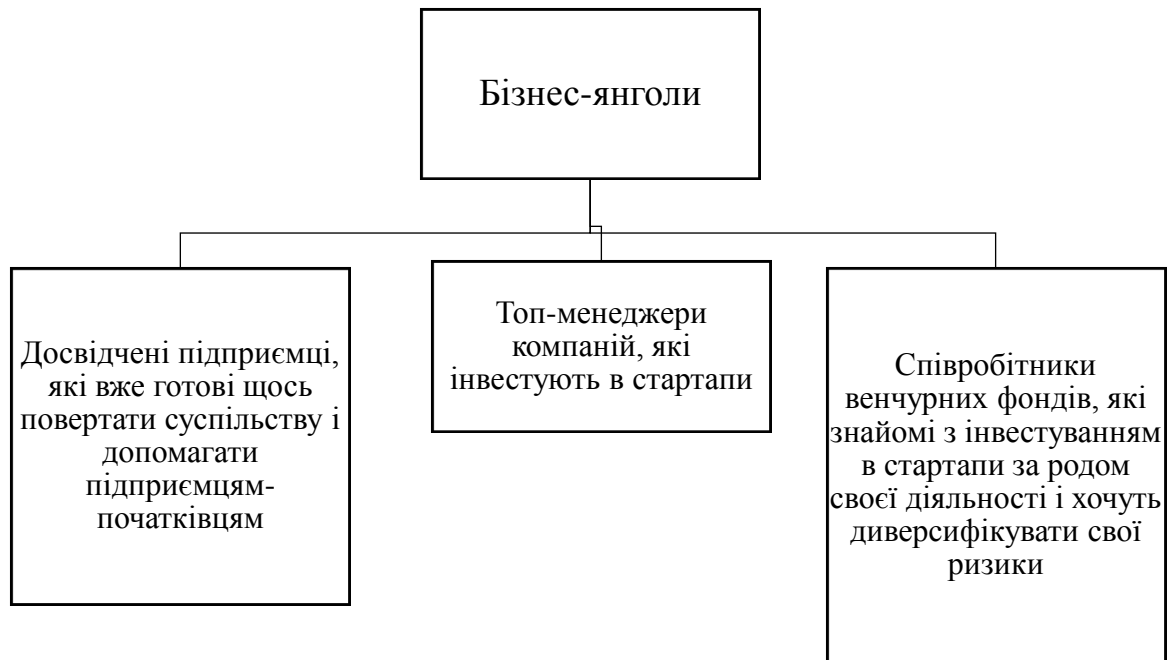 Бізнес-янголи
Досвідчені підприємці,
які вже готові щось
повертати суспільству і
допомагати
підприємцям-
початківцям
Топ-менеджери
компаній, які
інвестують в стартапи
Співробітники
венчурних фондів, які
знайомі з інвестуванням
в стартапи за родом
своєї діяльності і хочуть
диверсифікувати свої
ризики